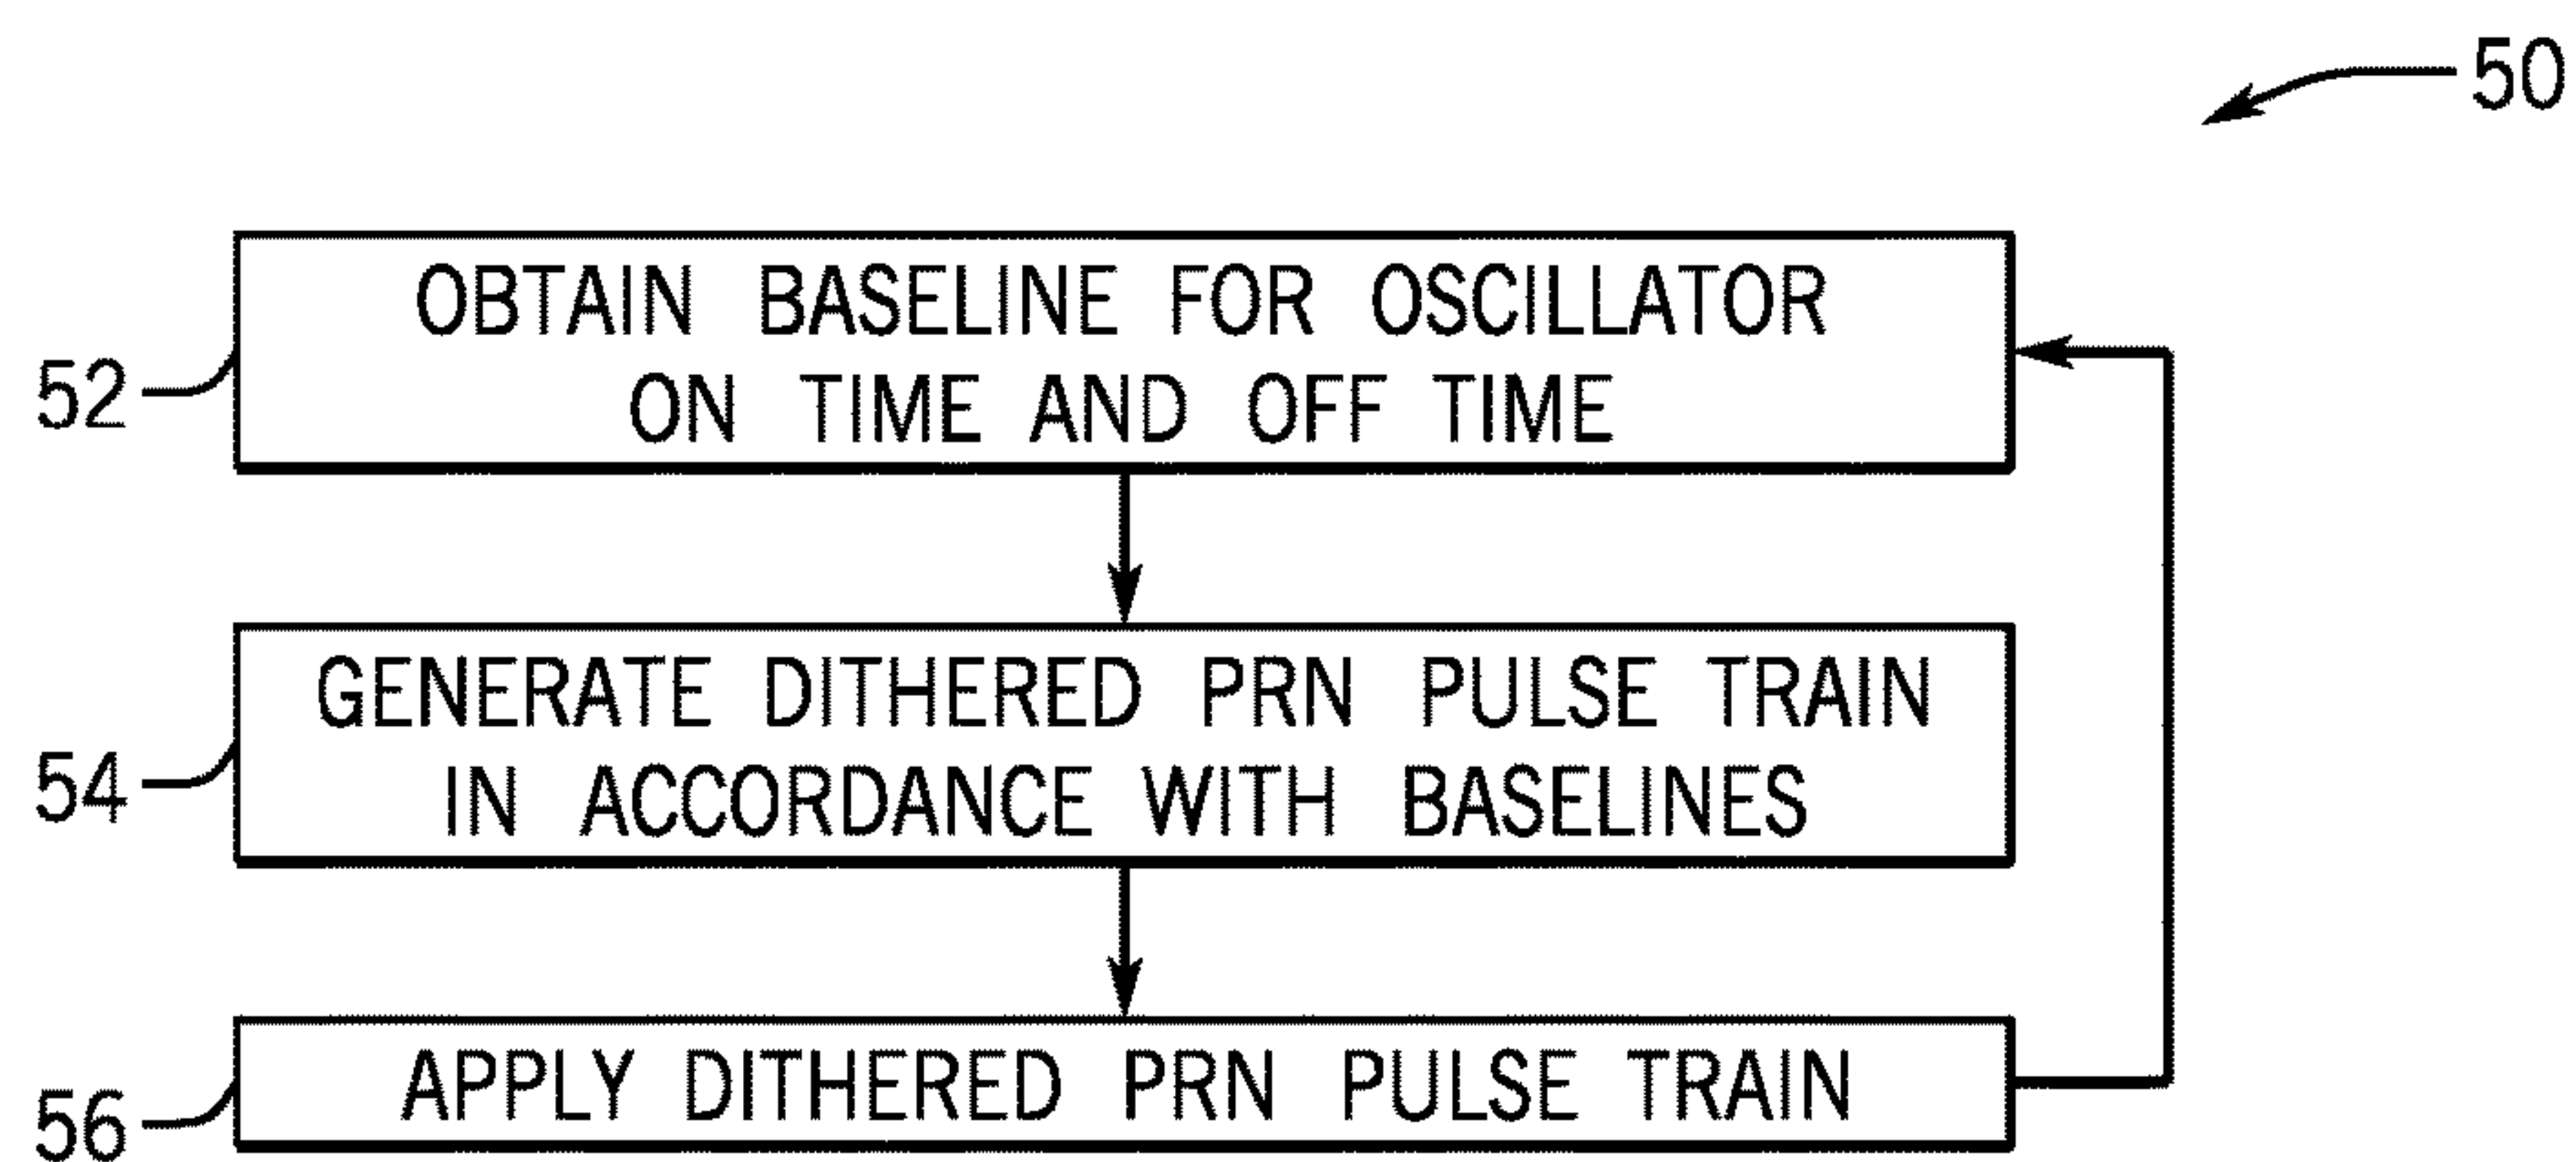 50
OBTAIN BASELINE FOR OSCILLATOR
ON TIME AND OFF TIME
52
GENERATE DITHERED PRN PULSE TRAIN
IN ACCORDANCE WITH BASELINES
54
APPLY DITHERED PRN PULSE TRAIN
56